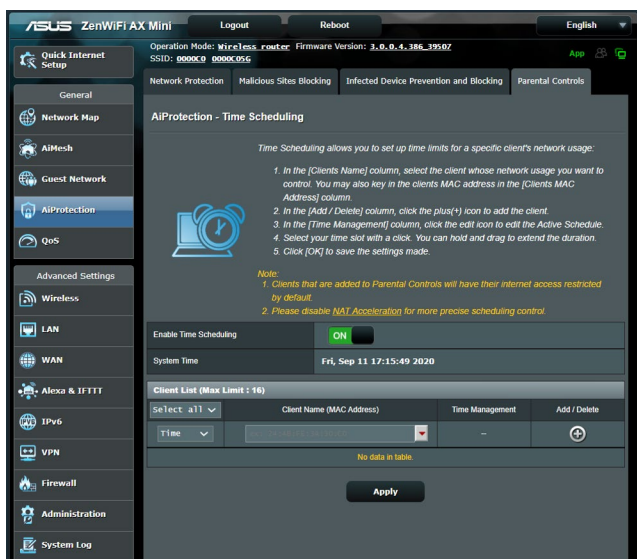 ASUS ZenWiFi AX Mini
Logout
Reboot
English
Quick Internet
Setup
General
Network Map
AiMesh
Guest Network
AiProtection
QoS
Advanced Settings
Wireless
LAN
WAN
Alexa & IFTTT
IPv6
VPN
Firewall
Administration
System Log
Operation Mode: Wireless router Firmware Version: 3.0.0.4.386_39507
SSID: 0000C0 0000C05G
App
Network Protection
Malicious Sites Blocking
Infected Device Prevention and Blocking
Parental Controls
AiProtection - Time Scheduling
Time Scheduling allows you to set up time limits for a specific client's network usage:
1. In the [Clients Name] column, select the client whose network usage you want to
control. You may also key in the clients MAC address in the [Clients MAC
Address] column.
2. In the [Add / Delete] column, click the plus(+) icon to add the client.
3. In the [Time Management] column, click the edit icon to edit the Active Schedule.
4. Select your time slot with a click. You can hold and drag to extend the duration.
5. Click [OK] to save the settings made.
Note:
1. Clients that are added to Parental Controls will have their internet access restricted
by default.
2. Please disable NAT Acceleration for more precise scheduling control.
Enable Time Scheduling
ON
System Time
Fri, Sep 11 17:15:49 2020
Client List (Max Limit : 16)
Select all
Client Name (MAC Address)
Time Management
Add / Delete
Time
–
No data in table.
Apply